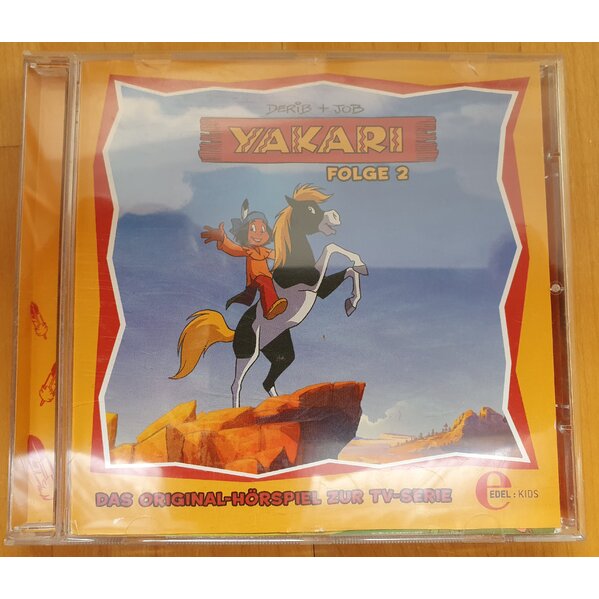 DERIB + JOB
YAKARI
FOLGE 2
DAS ORIGINAL-HÖRSPIEL ZUR TV-SERIE
e EDEL:KIDS